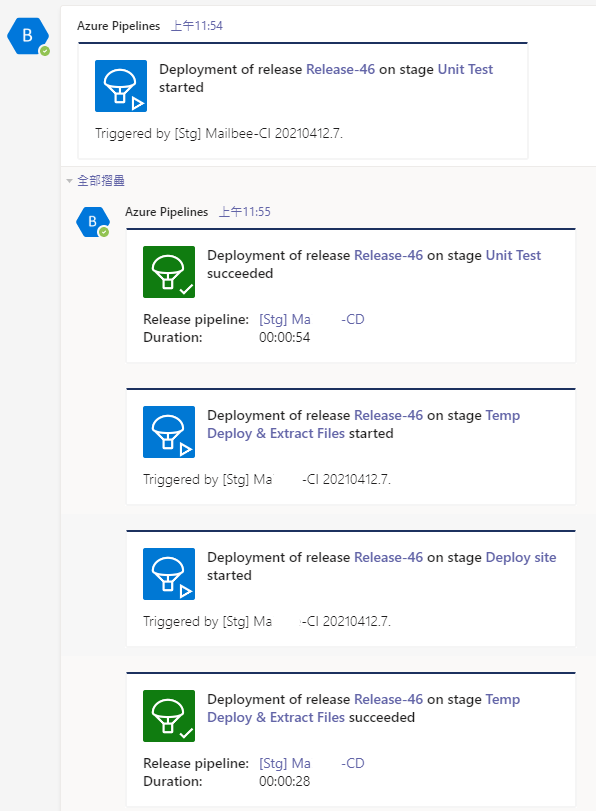 B
Azure Pipelines 上午11:54
Deployment of release Release-46 on stage Unit Test
started
Triggered by [Stg] Mailbee-CI 20210412.7.
全部摺疊
B
Azure Pipelines 上午11:55
Deployment of release Release-46 on stage Unit Test
succeeded
Release pipeline: [Stg] Ma -CD
Duration: 00:00:54
Deployment of release Release-46 on stage Temp
Deploy & Extract Files started
Triggered by [Stg] Ma -CI 20210412.7.
Deployment of release Release-46 on stage Deploy site
started
Triggered by [Stg] Ma -CI 20210412.7.
Deployment of release Release-46 on stage Temp
Deploy & Extract Files succeeded
Release pipeline: [Stg] Ma -CD
Duration: 00:00:28